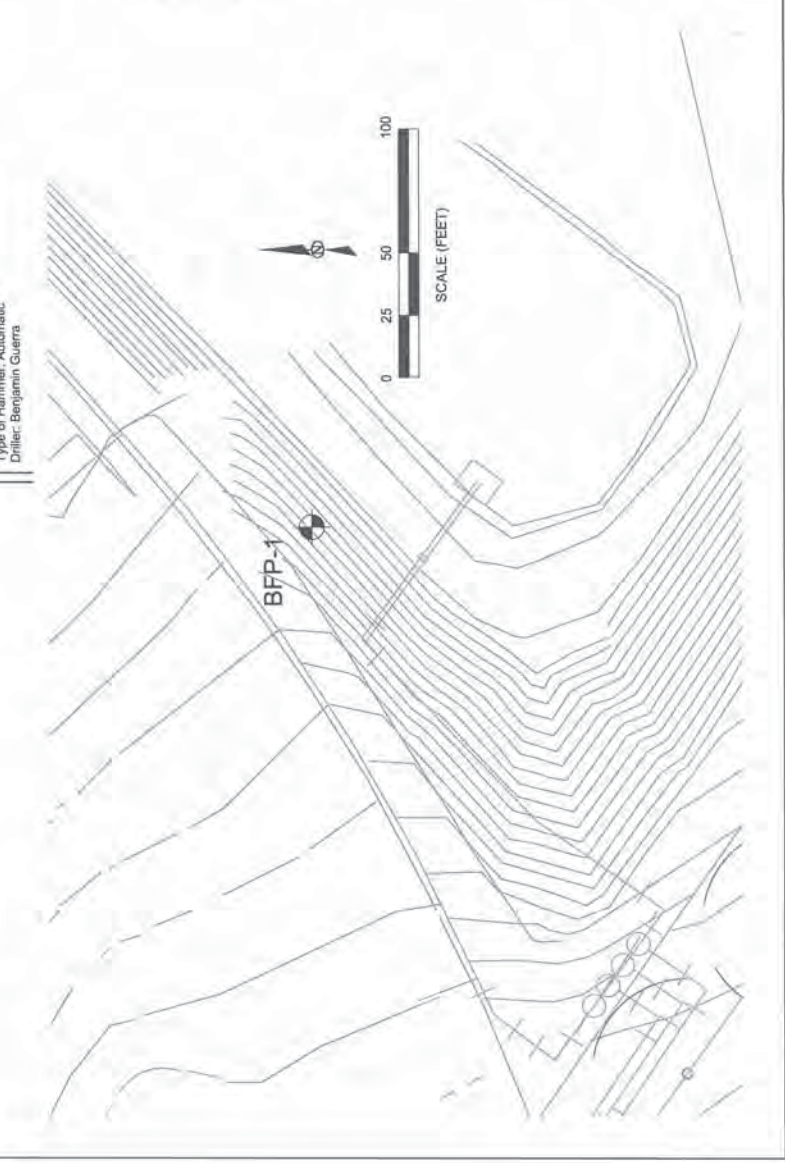 Type of Hammer: Automatic
Driller: Benjamin Guerra
BFP-1
N
0 25 50 100
SCALE (FEET)